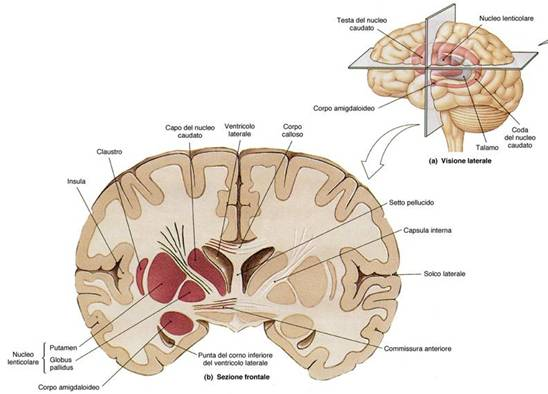 Testa del nucleo
caudato
Nucleo lenticolare
Corpo amigdaloideo
Coda
del nucleo
caudato
Talamo
(a) Visione laterale
Capo del nucleo
caudato
Ventricolo
laterale
Corpo
calloso
Claustro
Insula
Setto pellucido
Capsula interna
Solco laterale
Nucleo
lenticolare
Putamen
Globus
pallidus
Corpo amigdaloideo
Punta del corno inferiore
del ventricolo laterale
Commissura anteriore
(b) Sezione frontale